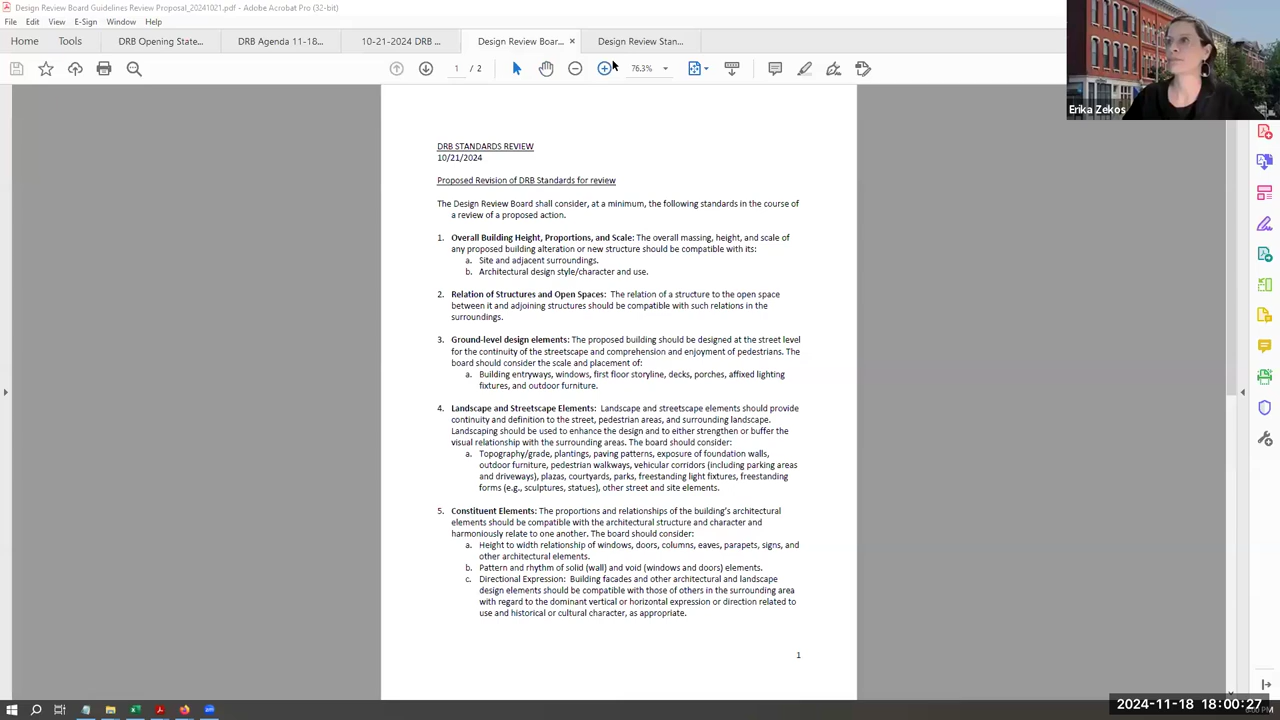 Design Review Board Guidelines Review Proposal_20241021.pdf - Adobe Acrobat Pro (32-bit)
File Edit View E-Sign Window Help
Home Tools DRB Opening State... DRB Agenda 11-18... 10-21-2024 DRB ... Design Review Boar... × Design Review Stan...
1 / 2 76.3%
Erika Zekos
DRB STANDARDS REVIEW
10/21/2024
Proposed Revision of DRB Standards for review
The Design Review Board shall consider, at a minimum, the following standards in the course of
a review of a proposed action.
1. Overall Building Height, Proportions, and Scale: The overall massing, height, and scale of
any proposed building alteration or new structure should be compatible with its:
a. Site and adjacent surroundings.
b. Architectural design style/character and use.
2. Relation of Structures and Open Spaces: The relation of a structure to the open space
between it and adjoining structures should be compatible with such relations in the
surroundings.
3. Ground-level design elements: The proposed building should be designed at the street level
for the continuity of the streetscape and comprehension and enjoyment of pedestrians. The
board should consider the scale and placement of:
a. Building entryways, windows, first floor storyline, decks, porches, affixed lighting
fixtures, and outdoor furniture.
4. Landscape and Streetscape Elements: Landscape and streetscape elements should provide
continuity and definition to the street, pedestrian areas, and surrounding landscape.
Landscaping should be used to enhance the design and to either strengthen or buffer the
visual relationship with the surrounding areas. The board should consider:
a. Topography/grade, plantings, paving patterns, exposure of foundation walls,
outdoor furniture, pedestrian walkways, vehicular corridors (including parking areas
and driveways), plazas, courtyards, parks, freestanding light fixtures, freestanding
forms (e.g., sculptures, statues), other street and site elements.
5. Constituent Elements: The proportions and relationships of the building's architectural
elements should be compatible with the architectural structure and character and
harmoniously relate to one another. The board should consider:
a. Height to width relationship of windows, doors, columns, eaves, parapets, signs, and
other architectural elements.
b. Pattern and rhythm of solid (wall) and void (windows and doors) elements.
c. Directional Expression: Building facades and other architectural and landscape
design elements should be compatible with those of others in the surrounding area
with regard to the dominant vertical or horizontal expression or direction related to
use and historical or cultural character, as appropriate.
1
2024-11-18 18:00:27